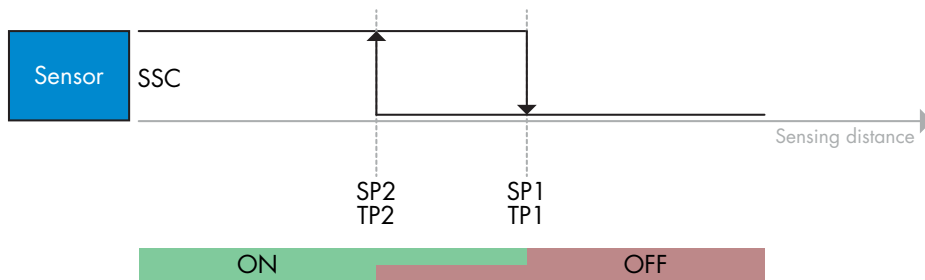 Sensor
SSC
Sensing distance
SP2
TP2
SP1
TP1
ON
OFF